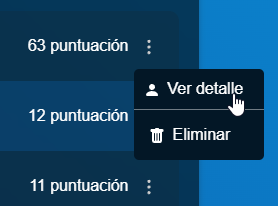 63 puntuación
Ver detalle
12 puntuación
Eliminar
11 puntuación